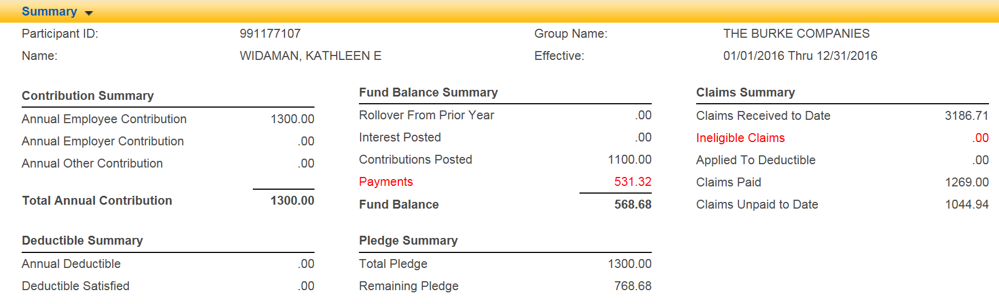 Summary
Participant ID: 991177107 Group Name: THE BURKE COMPANIES
Name: WIDAMAN, KATHLEEN E Effective: 01/01/2016 Thru 12/31/2016
Contribution Summary
Annual Employee Contribution 1300.00
Annual Employer Contribution .00
Annual Other Contribution .00
Total Annual Contribution 1300.00
Fund Balance Summary
Rollover From Prior Year .00
Interest Posted .00
Contributions Posted 1100.00
Payments 531.32
Fund Balance 568.68
Claims Summary
Claims Received to Date 3186.71
Ineligible Claims .00
Applied To Deductible .00
Claims Paid 1269.00
Claims Unpaid to Date 1044.94
Deductible Summary
Annual Deductible .00
Deductible Satisfied .00
Pledge Summary
Total Pledge 1300.00
Remaining Pledge 768.68